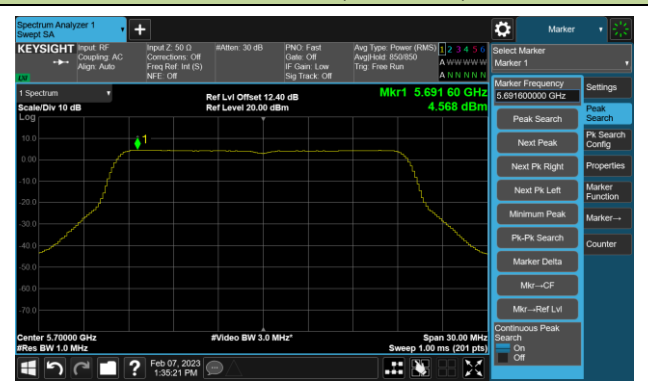 Spectrum Analyzer 1
Swept SA
Marker
KEYSIGHT
Input: RF
Coupling: AC
Align: Auto
Input Z: 50 Ω
Corrections: Off
Freq Ref: Int (S)
NFE: Off
#Atten: 30 dB
PNO: Fast
Gate: Off
IF Gain: Low
Sig Track: Off
Avg Type: Power (RMS)
Avg|Hold: 850/850
Trig: Free Run
1 2 3 4 5 6
A W W W W W
A N N N N N
Select Marker
Marker 1
LXI
1 Spectrum
Scale/Div 10 dB
Log
Ref Lvl Offset 12.40 dB
Ref Level 20.00 dBm
Mkr1 5.691 60 GHz
4.568 dBm
1
10.0
0.00
-10.0
-20.0
-30.0
-40.0
-50.0
-60.0
-70.0
Center 5.70000 GHz
#Res BW 1.0 MHz
#Video BW 3.0 MHz*
Span 30.00 MHz
Sweep 1.00 ms (201 pts)
Marker Frequency
5.691600000 GHz
Peak Search
Next Peak
Next Pk Right
Next Pk Left
Minimum Peak
Pk-Pk Search
Marker Delta
Mkr→CF
Mkr→Ref Lvl
Continuous Peak
Search
On
Off
Settings
Peak
Search
Pk Search
Config
Properties
Marker
Function
Marker→
Counter
Feb 07, 2023
1:35:21 PM